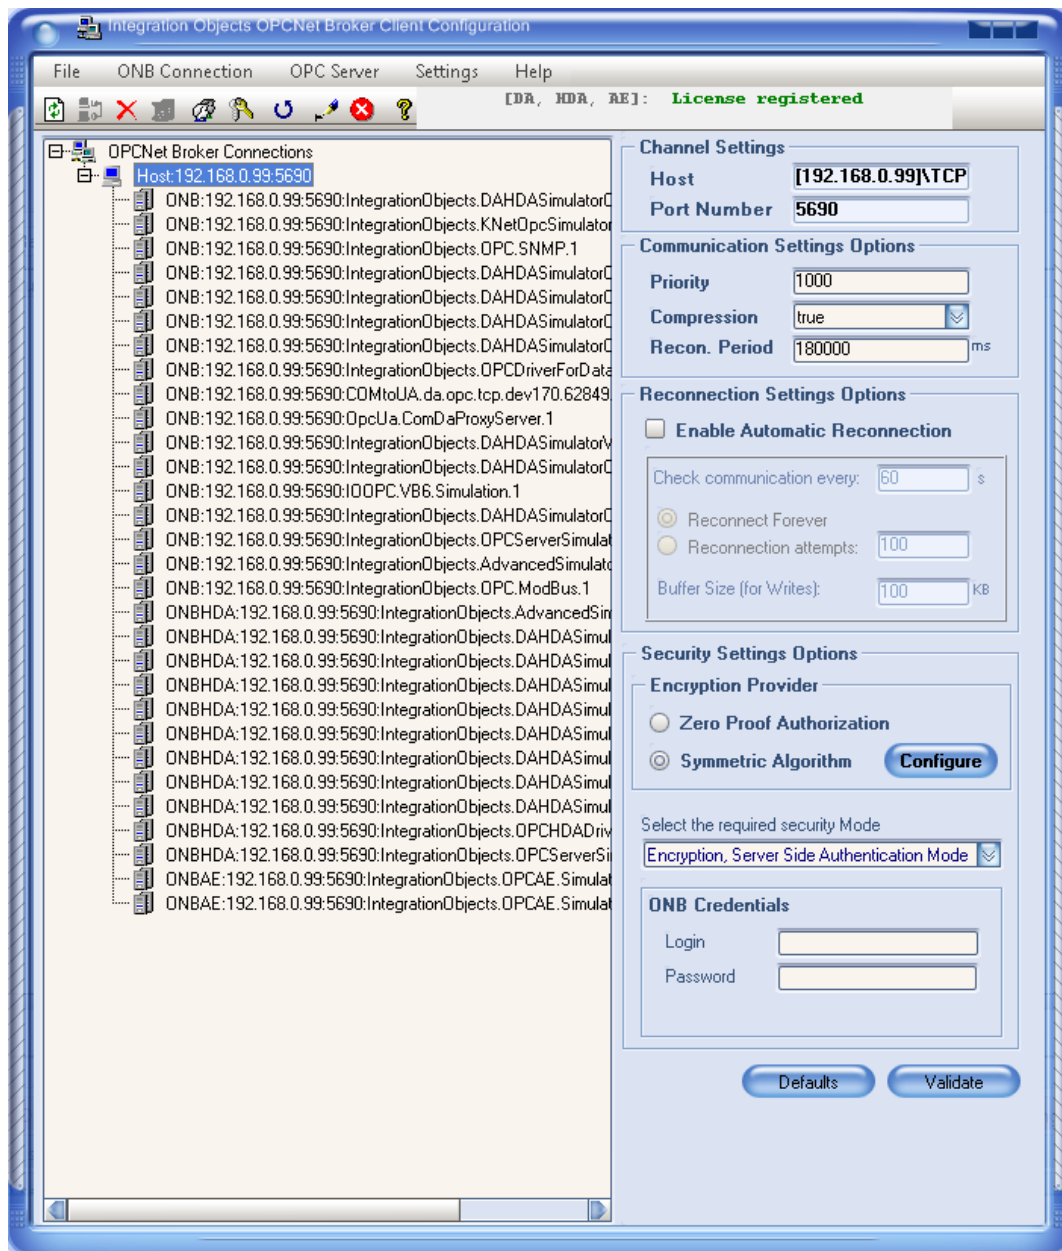 Integration Objects OPCNet Broker Client Configuration
File ONB Connection OPC Server Settings Help
[DA, HDA, AE]: License registered
OPCNet Broker Connections
Host:192.168.0.99:5690
ONB:192.168.0.99:5690:IntegrationObjects.DAHDASimulator
ONB:192.168.0.99:5690:IntegrationObjects.KNetOpcSimulator
ONB:192.168.0.99:5690:IntegrationObjects.OPC.SNMP.1
ONB:192.168.0.99:5690:IntegrationObjects.DAHDASimulator
ONB:192.168.0.99:5690:IntegrationObjects.DAHDASimulator
ONB:192.168.0.99:5690:IntegrationObjects.DAHDASimulator
ONB:192.168.0.99:5690:IntegrationObjects.DAHDASimulator
ONB:192.168.0.99:5690:IntegrationObjects.OPCDriverForData
ONB:192.168.0.99:5690:COMtoUA.da.opc.tcp.dev170.62849.
ONB:192.168.0.99:5690:OpcUa.ComDaProxyServer.1
ONB:192.168.0.99:5690:IntegrationObjects.DAHDASimulatorV
ONB:192.168.0.99:5690:IntegrationObjects.DAHDASimulator
ONB:192.168.0.99:5690:IOOPC.VB6.Simulation.1
ONB:192.168.0.99:5690:IntegrationObjects.DAHDASimulator
ONB:192.168.0.99:5690:IntegrationObjects.OPCServerSimulat
ONB:192.168.0.99:5690:IntegrationObjects.AdvancedSimulato
ONB:192.168.0.99:5690:IntegrationObjects.OPC.ModBus.1
ONBHDA:192.168.0.99:5690:IntegrationObjects.AdvancedSim
ONBHDA:192.168.0.99:5690:IntegrationObjects.DAHDASimul
ONBHDA:192.168.0.99:5690:IntegrationObjects.DAHDASimul
ONBHDA:192.168.0.99:5690:IntegrationObjects.DAHDASimul
ONBHDA:192.168.0.99:5690:IntegrationObjects.DAHDASimul
ONBHDA:192.168.0.99:5690:IntegrationObjects.DAHDASimul
ONBHDA:192.168.0.99:5690:IntegrationObjects.DAHDASimul
ONBHDA:192.168.0.99:5690:IntegrationObjects.DAHDASimul
ONBHDA:192.168.0.99:5690:IntegrationObjects.DAHDASimul
ONBHDA:192.168.0.99:5690:IntegrationObjects.OPCHDADriv
ONBHDA:192.168.0.99:5690:IntegrationObjects.OPCServerSi
ONBAE:192.168.0.99:5690:IntegrationObjects.OPCAE.Simulat
ONBAE:192.168.0.99:5690:IntegrationObjects.OPCAE.Simulat
Channel Settings
Host [192.168.0.99]\TCP
Port Number 5690
Communication Settings Options
Priority 1000
Compression true
Recon. Period 180000 ms
Reconnection Settings Options
Enable Automatic Reconnection
Check communication every: 60 s
Reconnect Forever
Reconnection attempts: 100
Buffer Size (for Writes): 100 KB
Security Settings Options
Encryption Provider
Zero Proof Authorization
Symmetric Algorithm Configure
Select the required security Mode
Encryption, Server Side Authentication Mode
ONB Credentials
Login
Password
Defaults Validate